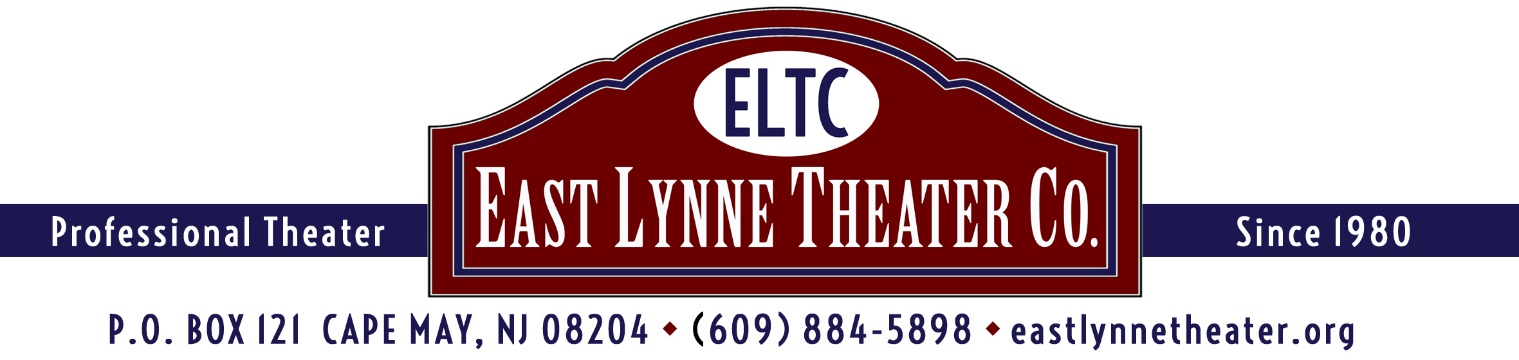 ELTC
EAST LYNNE THEATER CO.
Professional Theater
Since 1980
P.O. BOX 121 CAPE MAY, NJ 08204 ♦ (609) 884-5898 ♦ eastlynnetheater.org